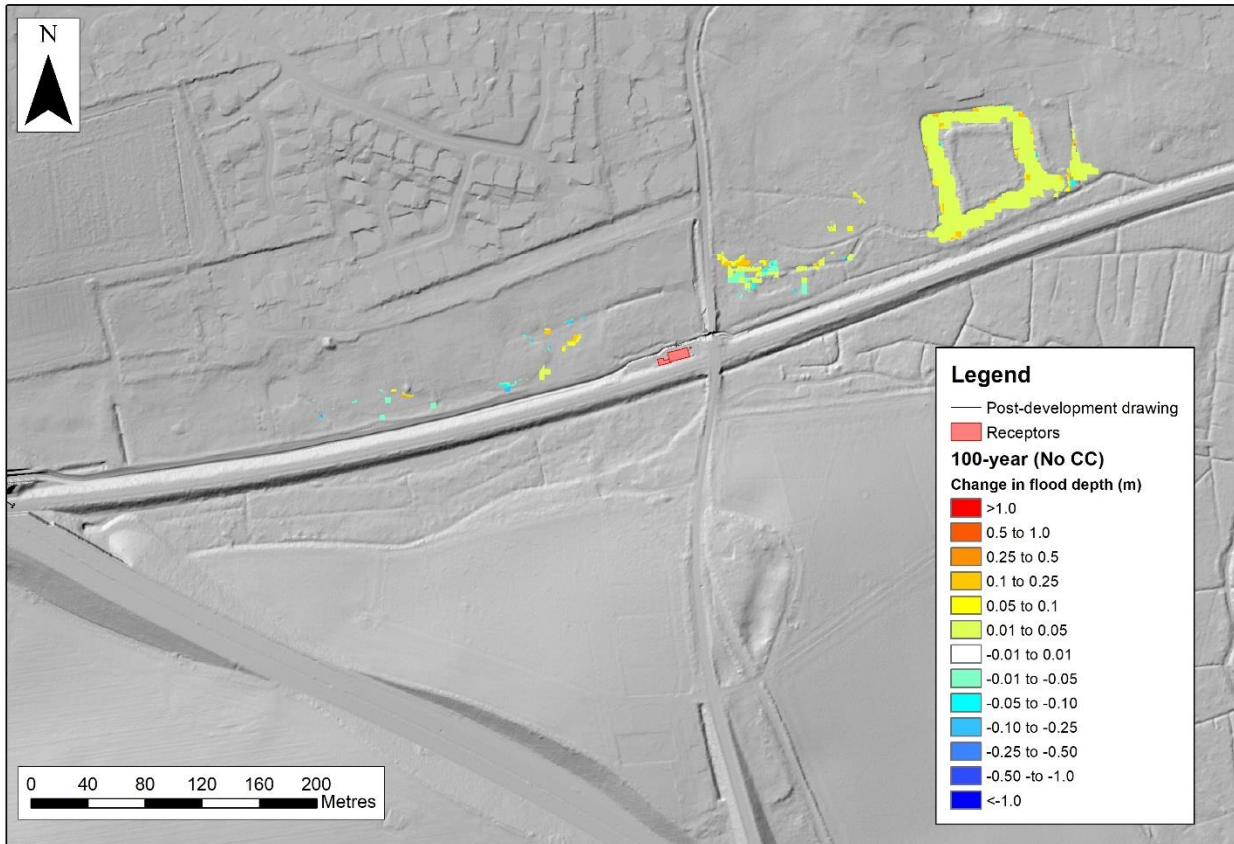 N
Legend
Post-development drawing
Receptors
100-year (No CC)
Change in flood depth (m)
>1.0
0.5 to 1.0
0.25 to 0.5
0.1 to 0.25
0.05 to 0.1
0.01 to 0.05
-0.01 to 0.01
-0.01 to -0.05
-0.05 to -0.10
-0.10 to -0.25
-0.25 to -0.50
-0.50 -to -1.0
<-1.0
0 40 80 120 160 200
Metres